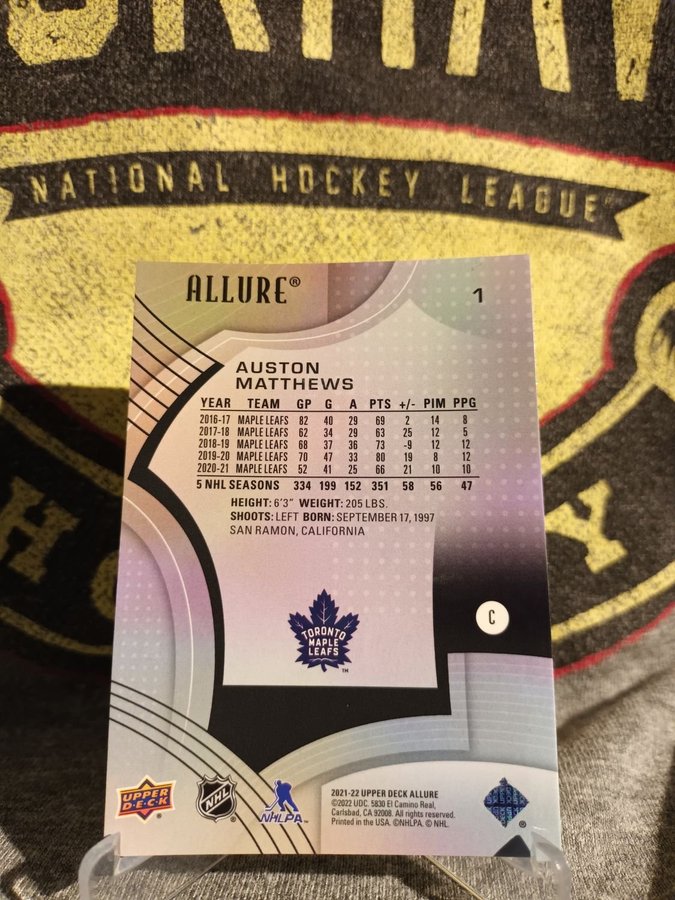 NATIONAL HOCKEY LEAGUE
ALLURE®
1
AUSTON
MATTHEWS
YEAR TEAM GP G A PTS +/- PIM PPG
2016-17 MAPLE LEAFS 82 40 29 69 2 14 8
2017-18 MAPLE LEAFS 62 34 29 63 25 12 5
2018-19 MAPLE LEAFS 68 37 36 73 -9 12 12
2019-20 MAPLE LEAFS 70 47 33 80 19 8 12
2020-21 MAPLE LEAFS 52 41 25 66 21 10 10
5 NHL SEASONS 334 199 152 351 58 56 47
HEIGHT: 6'3" WEIGHT: 205 LBS.
SHOOTS: LEFT BORN: SEPTEMBER 17, 1997
SAN RAMON, CALIFORNIA
C
TORONTO
MAPLE
LEAFS
TM
UPPER
D·E·C·K
®
NHL
NHLPA
2021-22 UPPER DECK ALLURE
©2022 UDC. 5830 El Camino Real,
Carlsbad, CA 92008. All rights reserved.
Printed in the USA. ©NHLPA. © NHL.
®